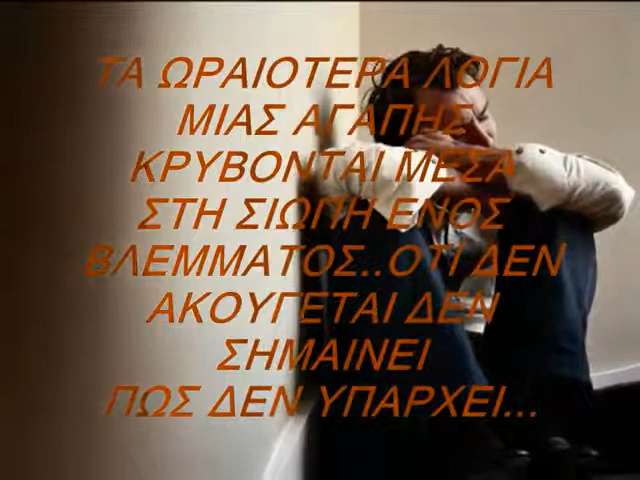 ΤΑ ΩΡΑΙΟΤΕΡΑ ΛΟΓΙΑ
ΜΙΑΣ ΑΓΑΠΗΣ
ΚΡΥΒΟΝΤΑΙ ΜΕΣΑ
ΣΤΗ ΣΙΩΠΗ ΕΝΟΣ
ΒΛΕΜΜΑΤΟΣ..ΟΤΙ ΔΕΝ
ΑΚΟΥΓΕΤΑΙ ΔΕΝ
ΣΗΜΑΙΝΕΙ
ΠΩΣ ΔΕΝ ΥΠΑΡΧΕΙ...